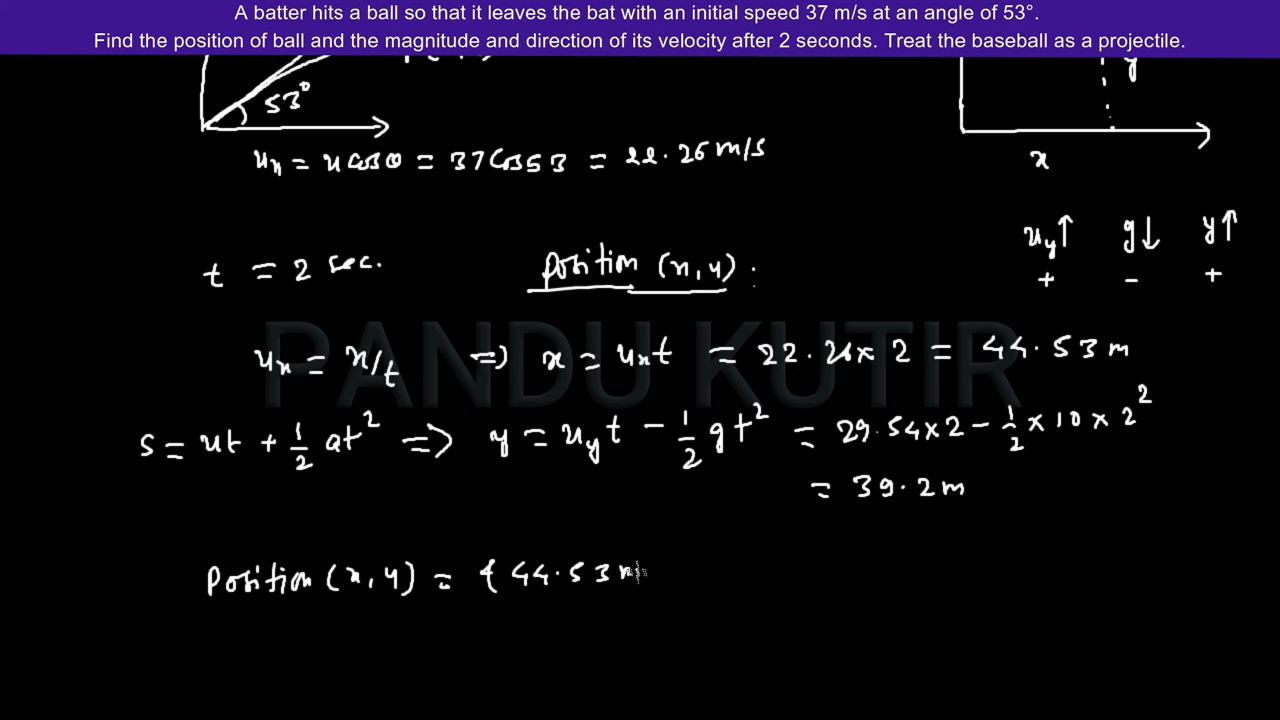 A batter hits a ball so that it leaves the bat with an initial speed 37 m/s at an angle of 53°.
Find the position of ball and the magnitude and direction of its velocity after 2 seconds. Treat the baseball as a projectile.
y
53°
uₓ = u cosθ = 37 cos 53 = 22.26 m/s
x
u_y↑ g↓ y↑
+ - +
t = 2 sec. Position (x, y) :
PANDU KUTIR
uₓ = x/t => x = uₓt = 22.26 × 2 = 44.53 m
s = ut + 1/2 at² => y = u_y t - 1/2 gt² = 29.54 × 2 - 1/2 × 10 × 2²
= 39.2 m
Position (x, y) = { 44.53 m